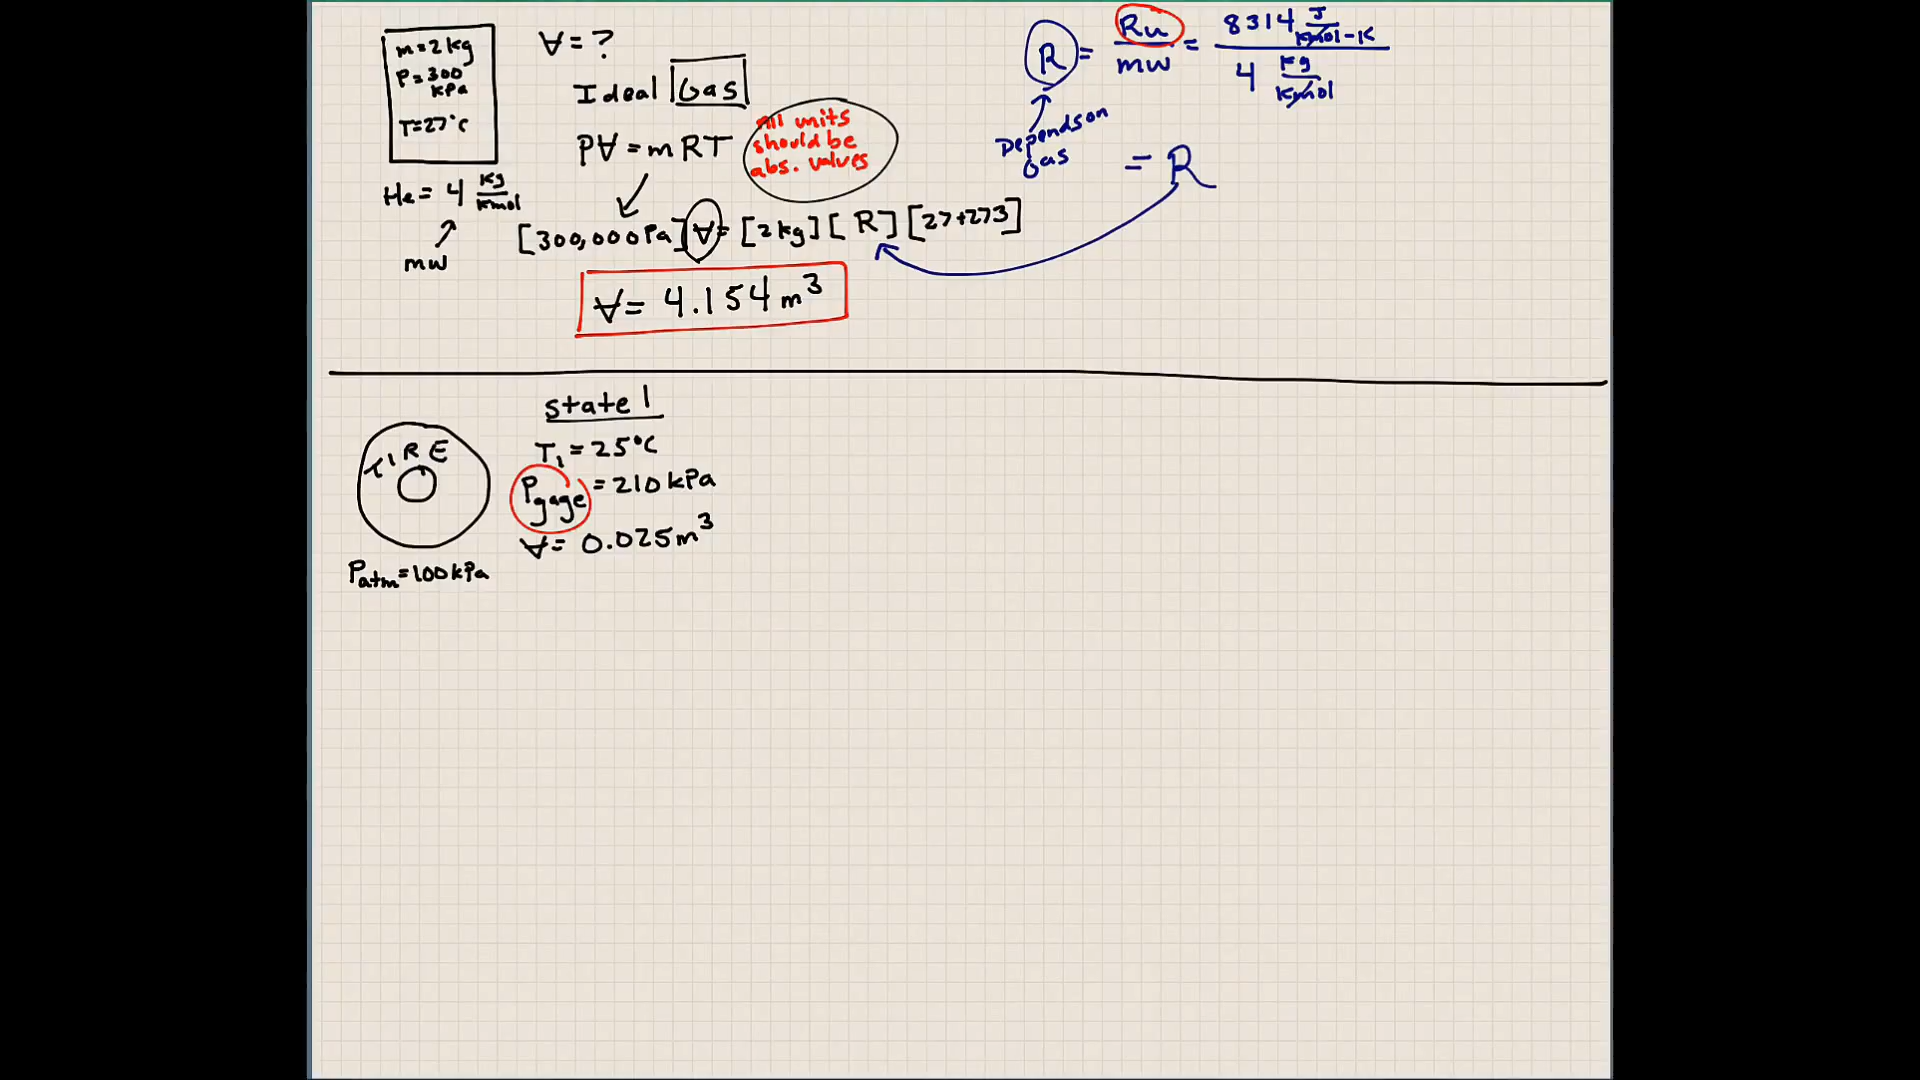 m=2kg
P=300 kPa
T=27°C
He=4 kg/kmol
mw
∀=?
Ideal Gas
P∀=mRT
All units
should be
abs. values
[300,000Pa]∀=[2kg][R][27+273]
∀=4.154m³
R=Ru/mw=8314 J/kmol-K / 4 kg/kmol
Depends on
Gas
=R
TIRE
Patm=100kPa
state 1
T₁=25°C
Pgage=210kPa
∀=0.025m³